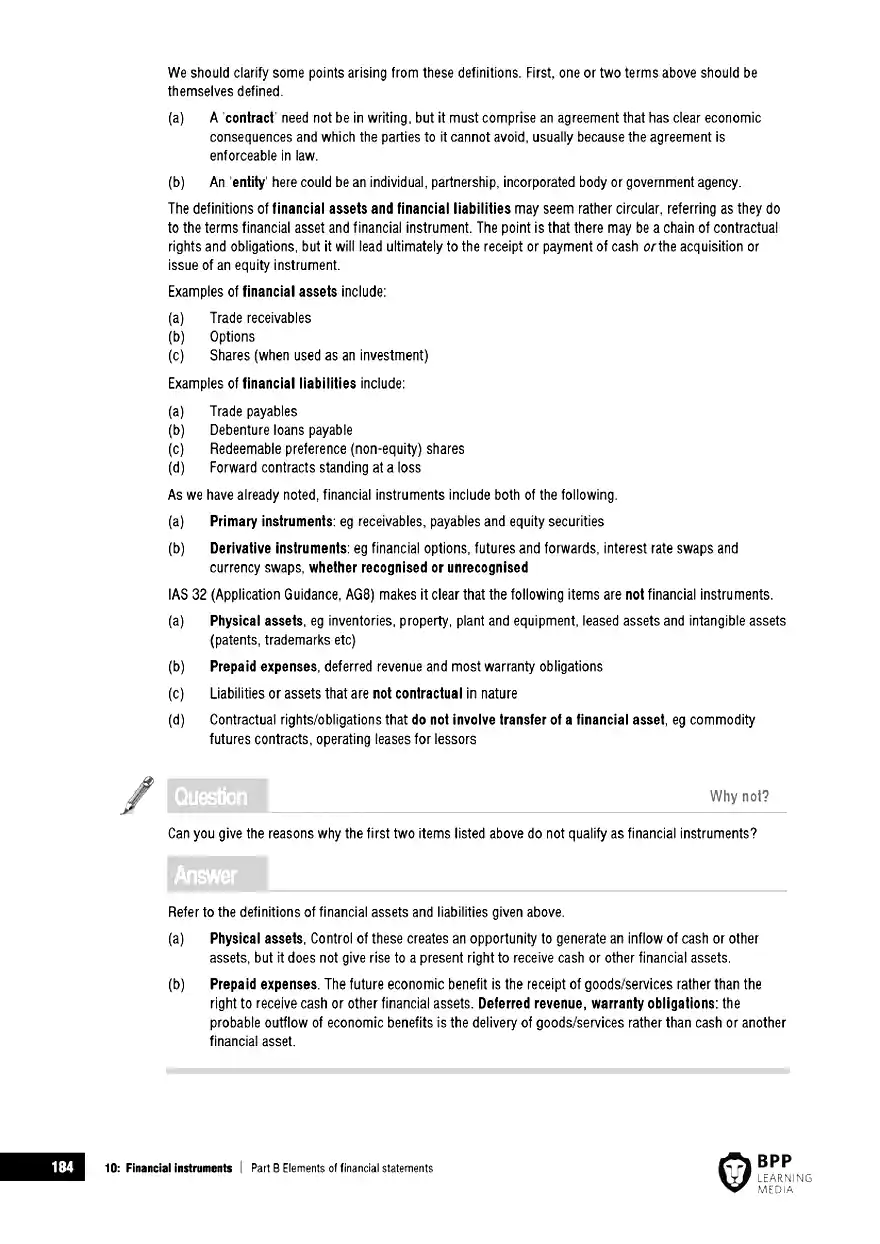 We should clarify some points arising from these definitions. First, one or two terms above should be
themselves defined.
(a) A 'contract' need not be in writing, but it must comprise an agreement that has clear economic
consequences and which the parties to it cannot avoid, usually because the agreement is
enforceable in law.
(b) An 'entity' here could be an individual, partnership, incorporated body or government agency.
The definitions of financial assets and financial liabilities may seem rather circular, referring as they do
to the terms financial asset and financial instrument. The point is that there may be a chain of contractual
rights and obligations, but it will lead ultimately to the receipt or payment of cash or the acquisition or
issue of an equity instrument.
Examples of financial assets include:
(a) Trade receivables
(b) Options
(c) Shares (when used as an investment)
Examples of financial liabilities include:
(a) Trade payables
(b) Debenture loans payable
(c) Redeemable preference (non-equity) shares
(d) Forward contracts standing at a loss
As we have already noted, financial instruments include both of the following.
(a) Primary instruments: eg receivables, payables and equity securities
(b) Derivative instruments: eg financial options, futures and forwards, interest rate swaps and
currency swaps, whether recognised or unrecognised
IAS 32 (Application Guidance, AG8) makes it clear that the following items are not financial instruments.
(a) Physical assets, eg inventories, property, plant and equipment, leased assets and intangible assets
(patents, trademarks etc)
(b) Prepaid expenses, deferred revenue and most warranty obligations
(c) Liabilities or assets that are not contractual in nature
(d) Contractual rights/obligations that do not involve transfer of a financial asset, eg commodity
futures contracts, operating leases for lessors
Question Why not?
Can you give the reasons why the first two items listed above do not qualify as financial instruments?
Answer
Refer to the definitions of financial assets and liabilities given above.
(a) Physical assets, Control of these creates an opportunity to generate an inflow of cash or other
assets, but it does not give rise to a present right to receive cash or other financial assets.
(b) Prepaid expenses. The future economic benefit is the receipt of goods/services rather than the
right to receive cash or other financial assets. Deferred revenue, warranty obligations: the
probable outflow of economic benefits is the delivery of goods/services rather than cash or another
financial asset.
184 10: Financial instruments | Part B Elements of financial statements
BPP
LEARNING
MEDIA